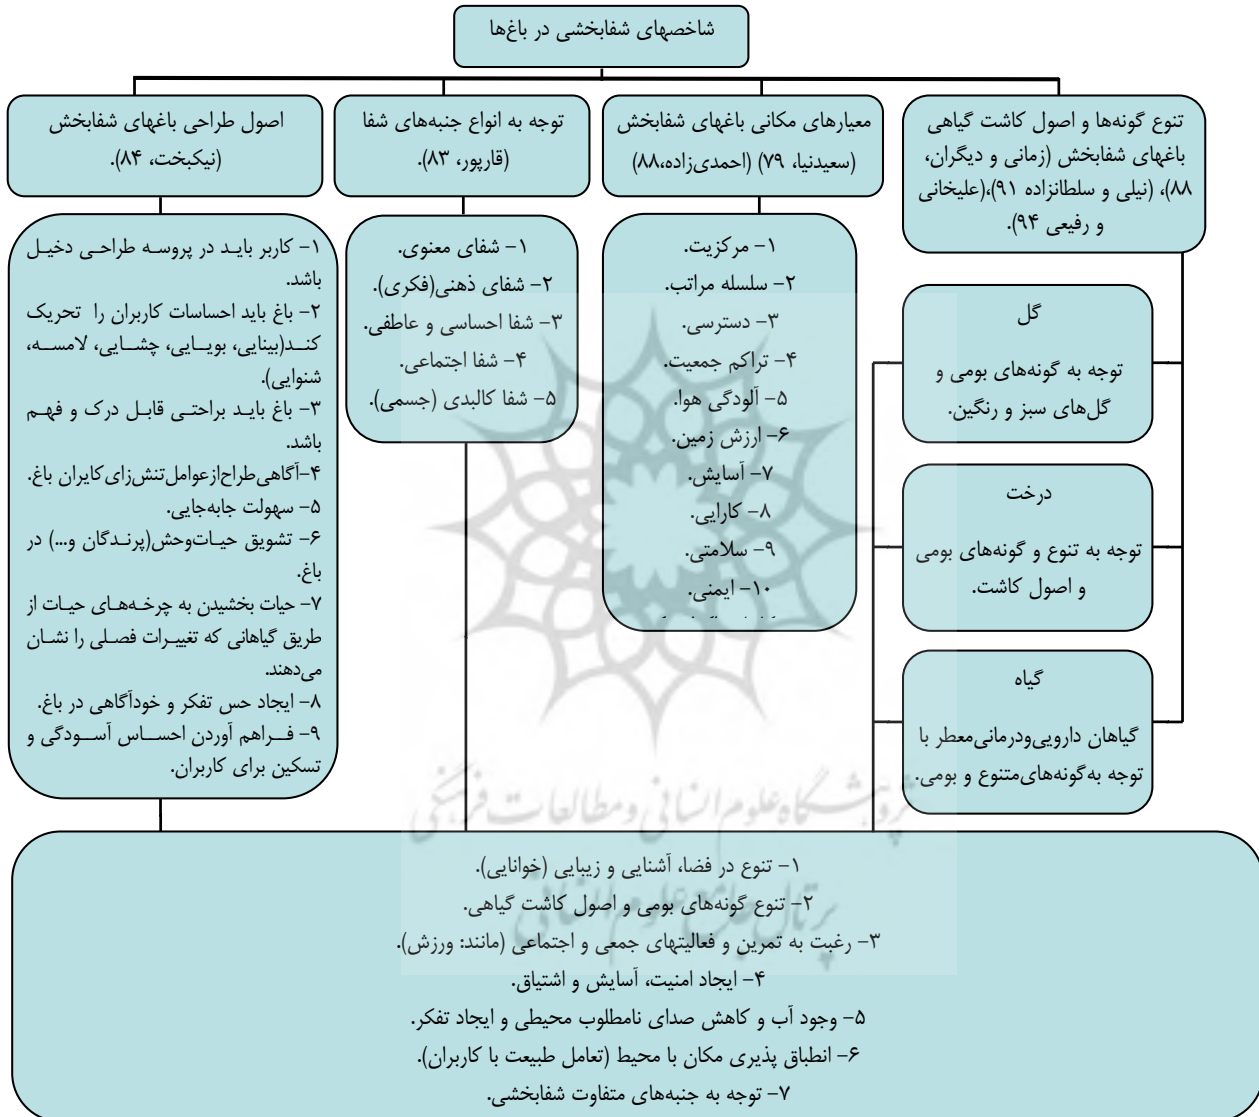 شاخصهای شفابخشی در باغ‌ها
تنوع گونه‌ها و اصول کاشت گیاهی
باغهای شفابخش (زمانی و دیگران،
۸۸)، (نیلی و سلطانزاده ۹۱)،(علیخانی
و رفیعی ۹۴).
معیارهای مکانی باغهای شفابخش
(سعیدنیا، ۷۹) (احمدی‌زاده،۸۸)
توجه به انواع جنبه‌های شفا
(قارپور، ۸۳).
اصول طراحی باغهای شفابخش
(نیکبخت، ۸۴).
گل
توجه به گونه‌های بومی و
گل‌های سبز و رنگین.
درخت
توجه به تنوع و گونه‌های بومی
و اصول کاشت.
گیاه
گیاهان دارویی‌ودرمانی‌معطر با
توجه به‌گونه‌های‌متنوع و بومی.
۱- مرکزیت.
۲- سلسله مراتب.
۳- دسترسی.
۴- تراکم جمعیت.
۵- آلودگی هوا.
۶- ارزش زمین.
۷- آسایش.
۸- کارایی.
۹- سلامتی.
۱۰- ایمنی.
۱- شفای معنوی.
۲- شفای ذهنی(فکری).
۳- شفا احساسی و عاطفی.
۴- شفا اجتماعی.
۵- شفا کالبدی (جسمی).
۱- کاربر باید در پروسه طراحی دخیل
باشد.
۲- باغ باید احساسات کاربران را تحریک
کند(بینایی، بویایی، چشایی، لامسه،
شنوایی).
۳- باغ باید براحتی قابل درک و فهم
باشد.
۴-آگاهی‌طراح‌ازعوامل‌تنش‌زای‌کایران باغ.
۵- سهولت جابه‌جایی.
۶- تشویق حیات‌وحش(پرندگان و...) در
باغ.
۷- حیات بخشیدن به چرخه‌های حیات از
طریق گیاهانی که تغییرات فصلی را نشان
می‌دهند.
۸- ایجاد حس تفکر و خودآگاهی در باغ.
۹- فراهم آوردن احساس آسودگی و
تسکین برای کاربران.
۱- تنوع در فضا، آشنایی و زیبایی (خوانایی).
۲- تنوع گونه‌های بومی و اصول کاشت گیاهی.
۳- رغبت به تمرین و فعالیتهای جمعی و اجتماعی (مانند: ورزش).
۴- ایجاد امنیت، آسایش و اشتیاق.
۵- وجود آب و کاهش صدای نامطلوب محیطی و ایجاد تفکر.
۶- انطباق پذیری مکان با محیط (تعامل طبیعت با کاربران).
۷- توجه به جنبه‌های متفاوت شفابخشی.
پژوهشگاه علوم انسانی و مطالعات فرهنگی
پرتال جامع علوم انسانی